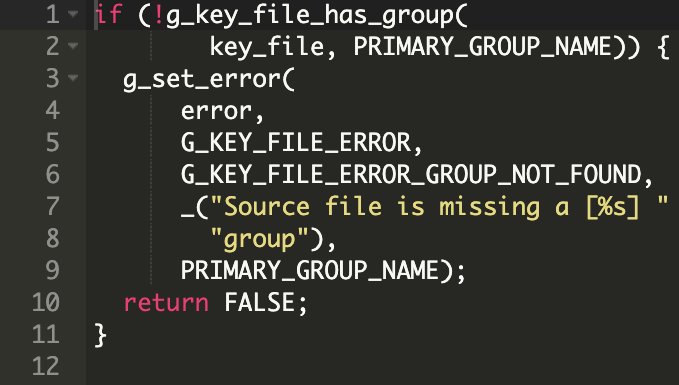 1 if (!g_key_file_has_group(
2 key_file, PRIMARY_GROUP_NAME)) {
3 g_set_error(
4 error,
5 G_KEY_FILE_ERROR,
6 G_KEY_FILE_ERROR_GROUP_NOT_FOUND,
7 _("Source file is missing a [%s] "
8 "group"),
9 PRIMARY_GROUP_NAME);
10 return FALSE;
11 }
12